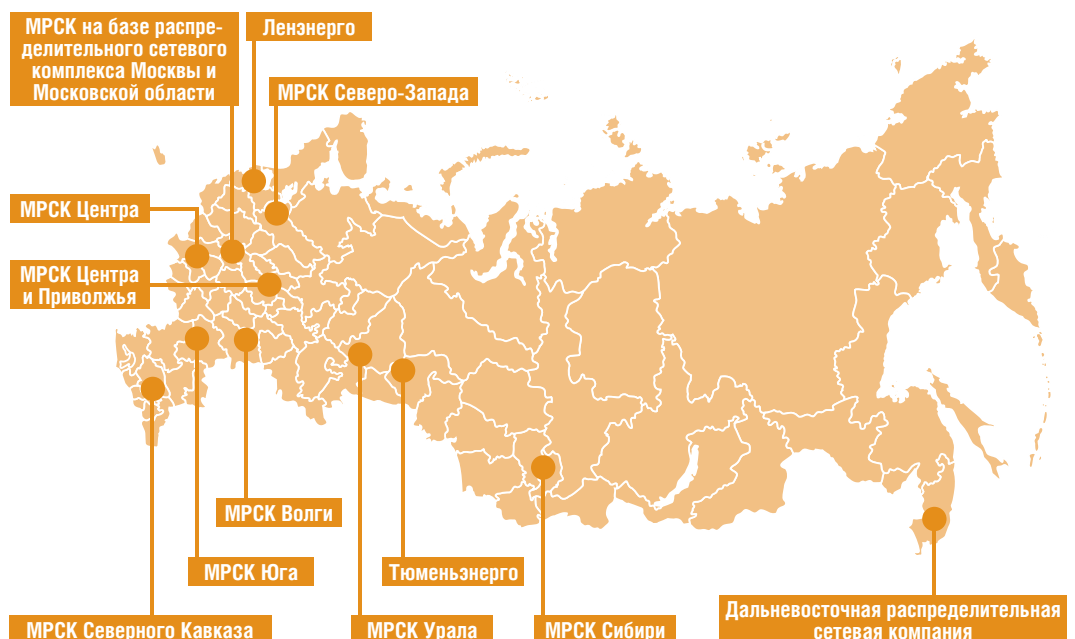 МРСК на базе распре-
делительного сетевого
комплекса Москвы и
Московской области
Ленэнерго
МРСК Северо-Запада
МРСК Центра
МРСК Центра
и Приволжья
МРСК Волги
МРСК Юга
Тюменьэнерго
МРСК Северного Кавказа
МРСК Урала
МРСК Сибири
Дальневосточная распределительная
сетевая компания